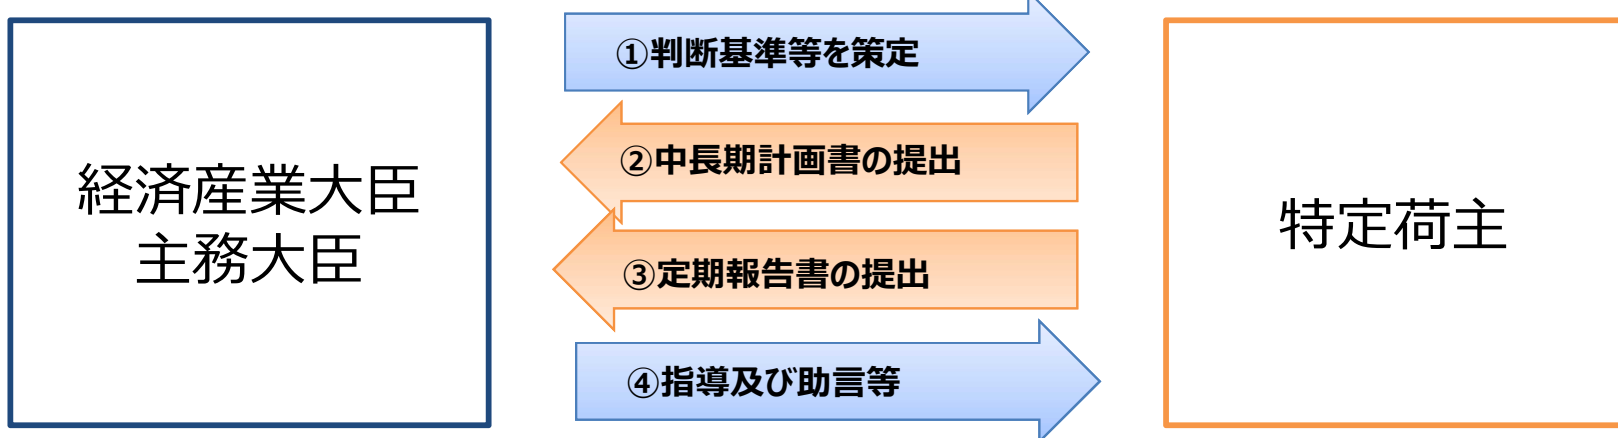 経済産業大臣
主務大臣
①判断基準等を策定
②中長期計画書の提出
③定期報告書の提出
④指導及び助言等
特定荷主